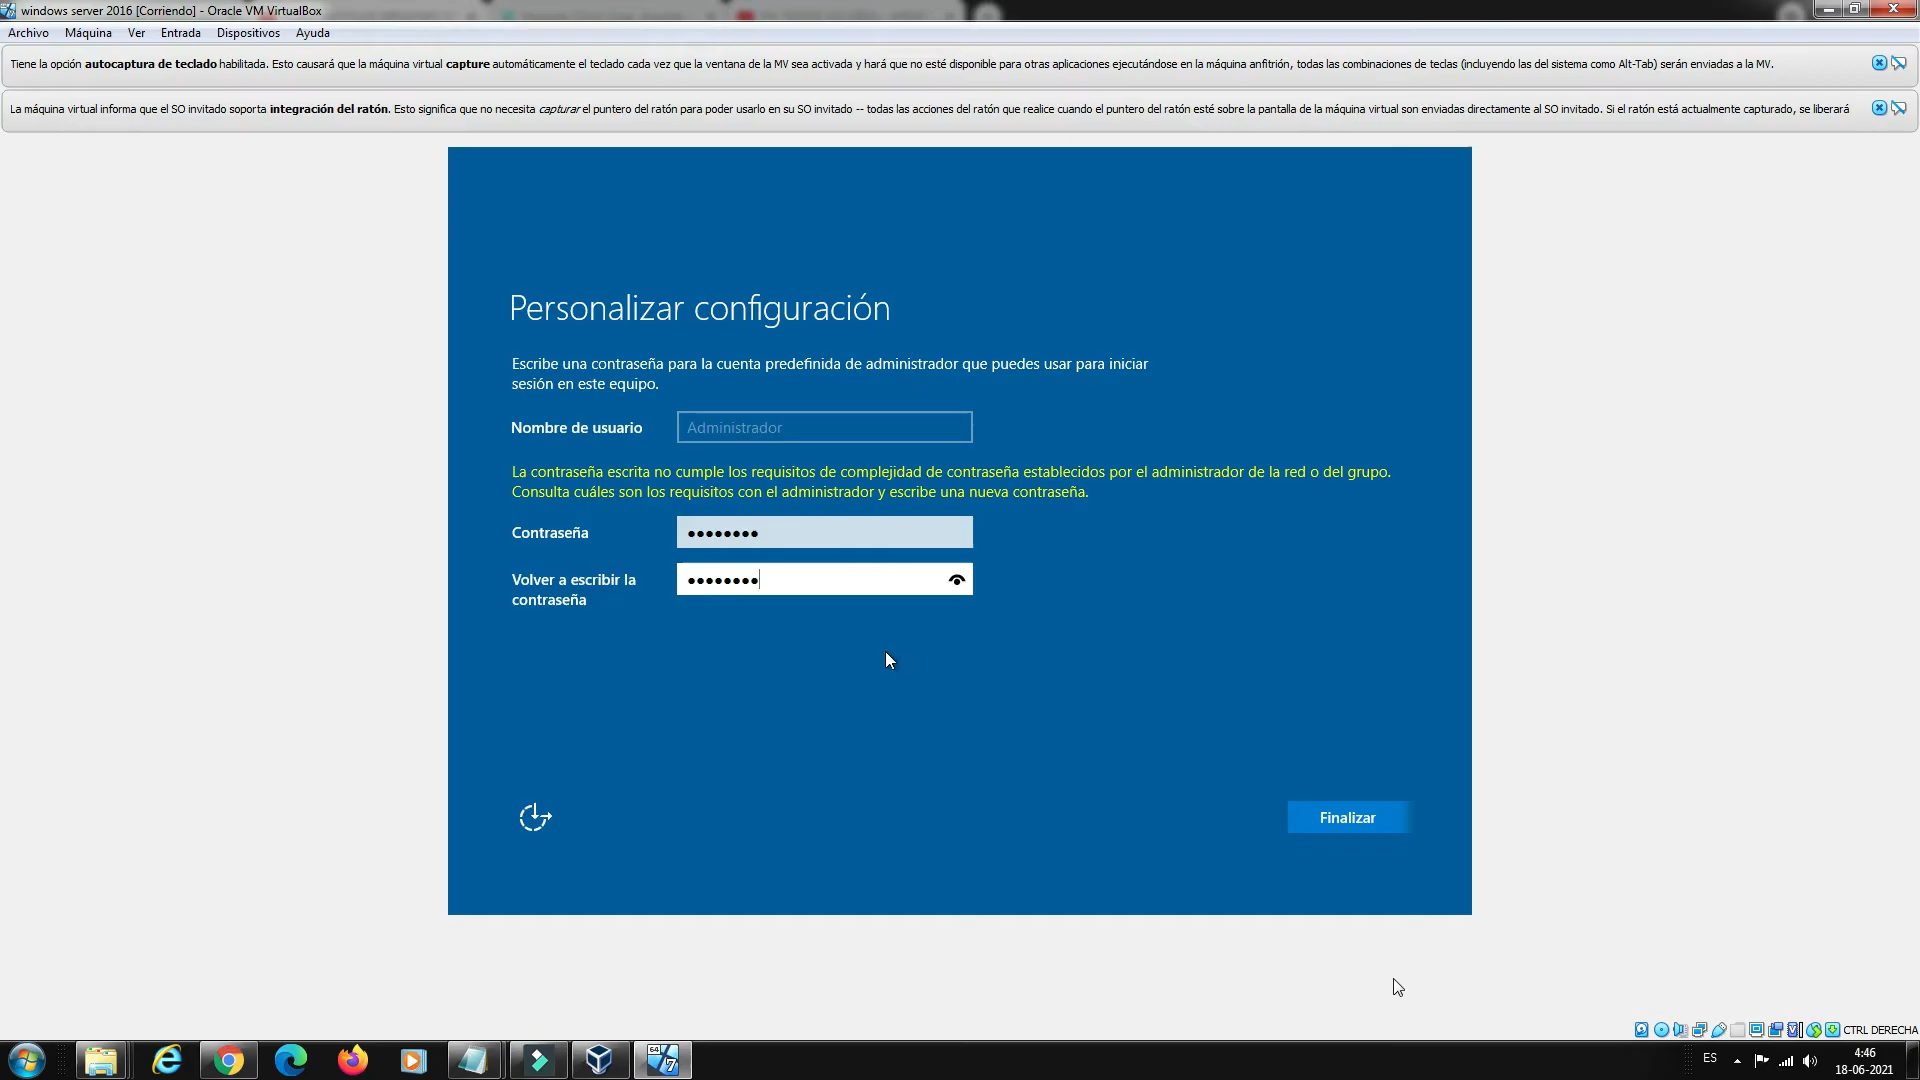 windows server 2016 [Corriendo] - Oracle VM VirtualBox
Archivo Máquina Ver Entrada Dispositivos Ayuda
Tiene la opción autocaptura de teclado habilitada. Esto causará que la máquina virtual capture automáticamente el teclado cada vez que la ventana de la MV sea activada y hará que no esté disponible para otras aplicaciones ejecutándose en la máquina anfitrión, todas las combinaciones de teclas (incluyendo las del sistema como Alt-Tab) serán enviadas a la MV.
La máquina virtual informa que el SO invitado soporta integración del ratón. Esto significa que no necesita capturar el puntero del ratón para poder usarlo en su SO invitado -- todas las acciones del ratón que realice cuando el puntero del ratón esté sobre la pantalla de la máquina virtual son enviadas directamente al SO invitado. Si el ratón está actualmente capturado, se liberará
Personalizar configuración
Escribe una contraseña para la cuenta predefinida de administrador que puedes usar para iniciar
sesión en este equipo.
Nombre de usuario Administrador
La contraseña escrita no cumple los requisitos de complejidad de contraseña establecidos por el administrador de la red o del grupo.
Consulta cuáles son los requisitos con el administrador y escribe una nueva contraseña.
Contraseña ••••••••
Volver a escribir la ••••••••
contraseña
Finalizar
CTRL DERECHA
64
7
ES
4:46
18-06-2021